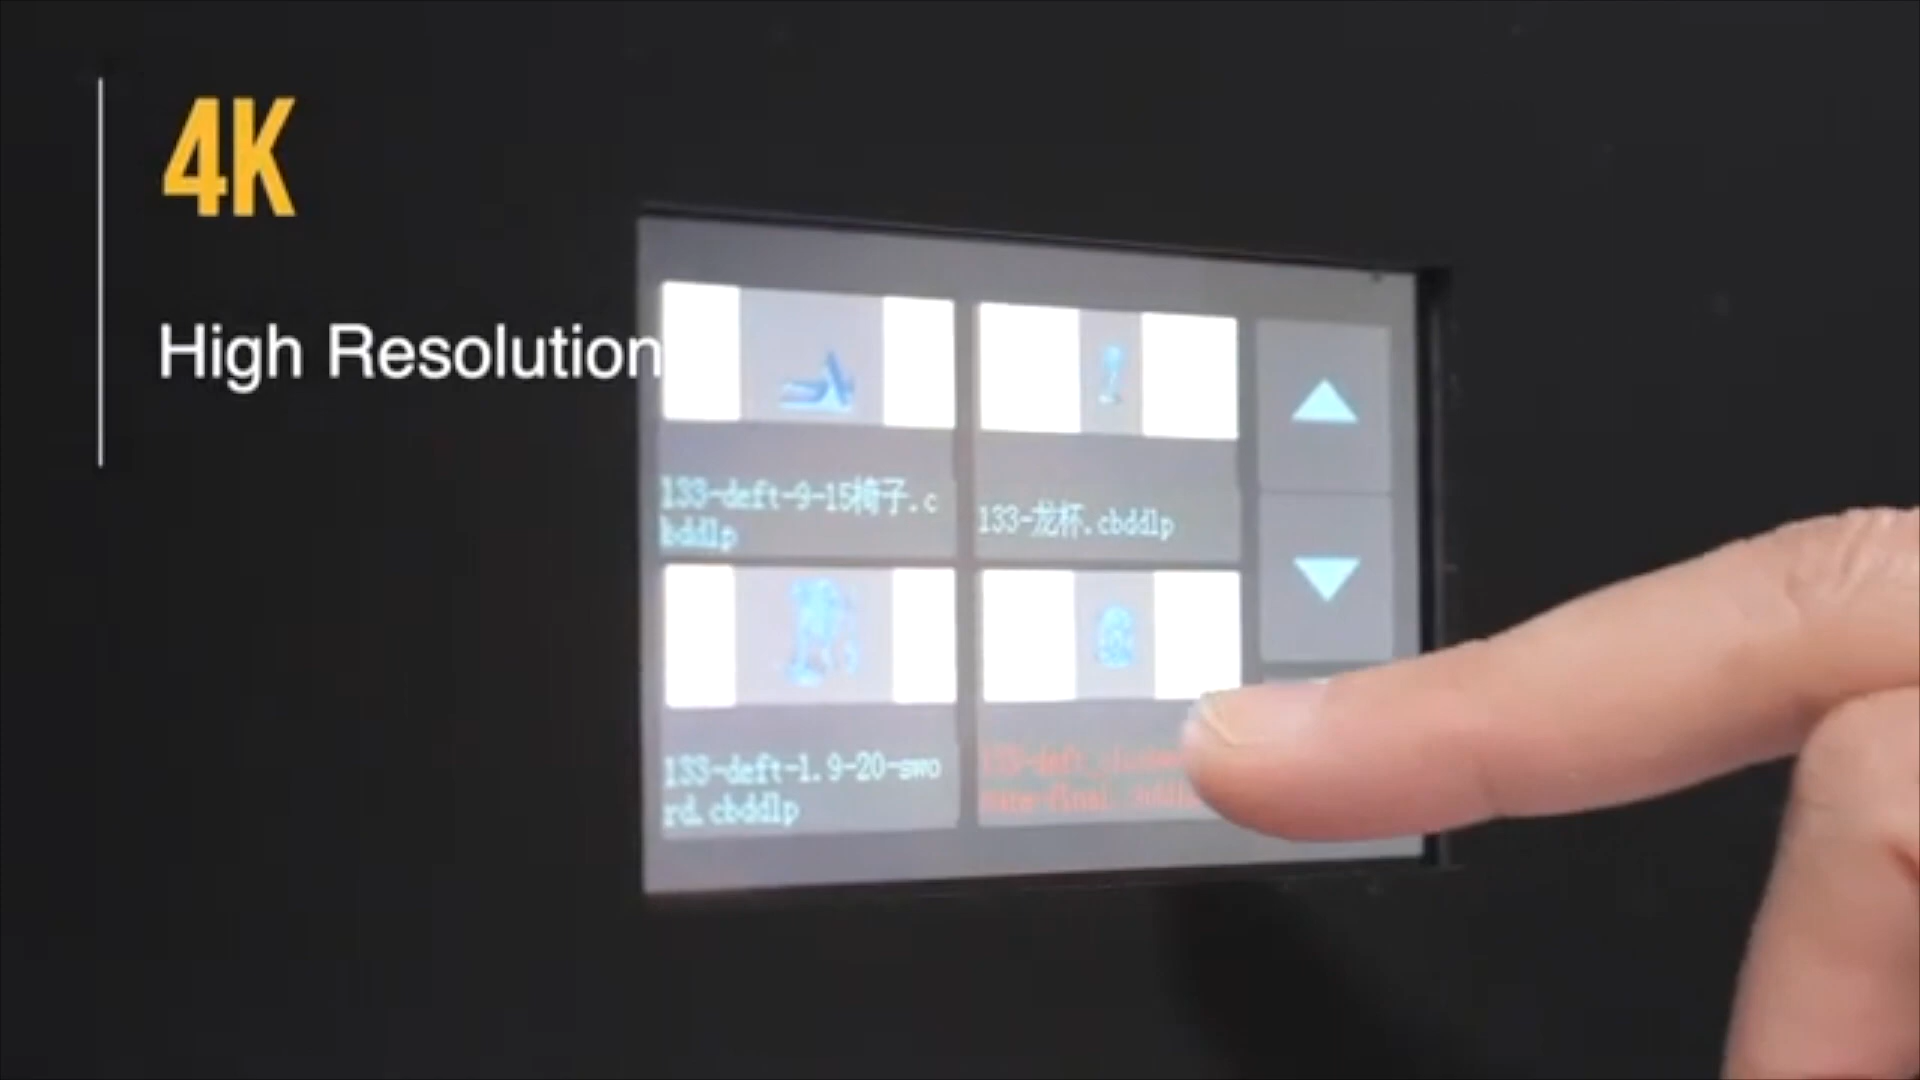 4K
High Resolution
133-deft-9-15椅子.c
bddlp
133-龙杯.cbddlp
133-deft-1.9-20-swo
rd.cbddlp